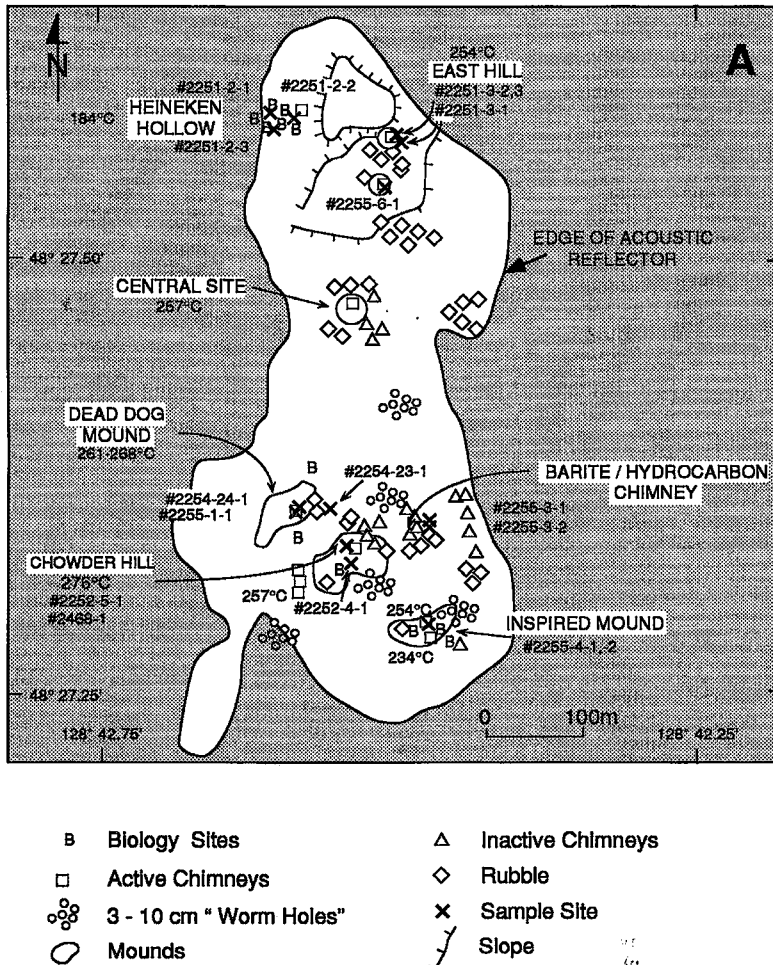 A
N
254°C
EAST HILL
#2251-3-2,3
#2251-3-1
#2251-2-1
#2251-2-2
HEINEKEN
HOLLOW
184°C
B
B
B
B
B
B
#2251-2-3
#2255-6-1
48° 27.50'
EDGE OF ACOUSTIC
REFLECTOR
CENTRAL SITE
257°C
DEAD DOG
MOUND
261-268°C
B
#2254-23-1
BARITE / HYDROCARBON
CHIMNEY
#2254-24-1
#2255-1-1
#2255-3-1
#2255-3-2
B
CHOWDER HILL
276°C
#2252-5-1
#2468-1
B
257°C
#2252-4-1
254°C
B
B
B
INSPIRED MOUND
#2255-4-1,-2
234°C
48° 27.25'
0 100m
128° 42.75'
128° 42.25'
B Biology Sites
Active Chimneys
3 - 10 cm " Worm Holes"
Mounds
Inactive Chimneys
Rubble
Sample Site
Slope